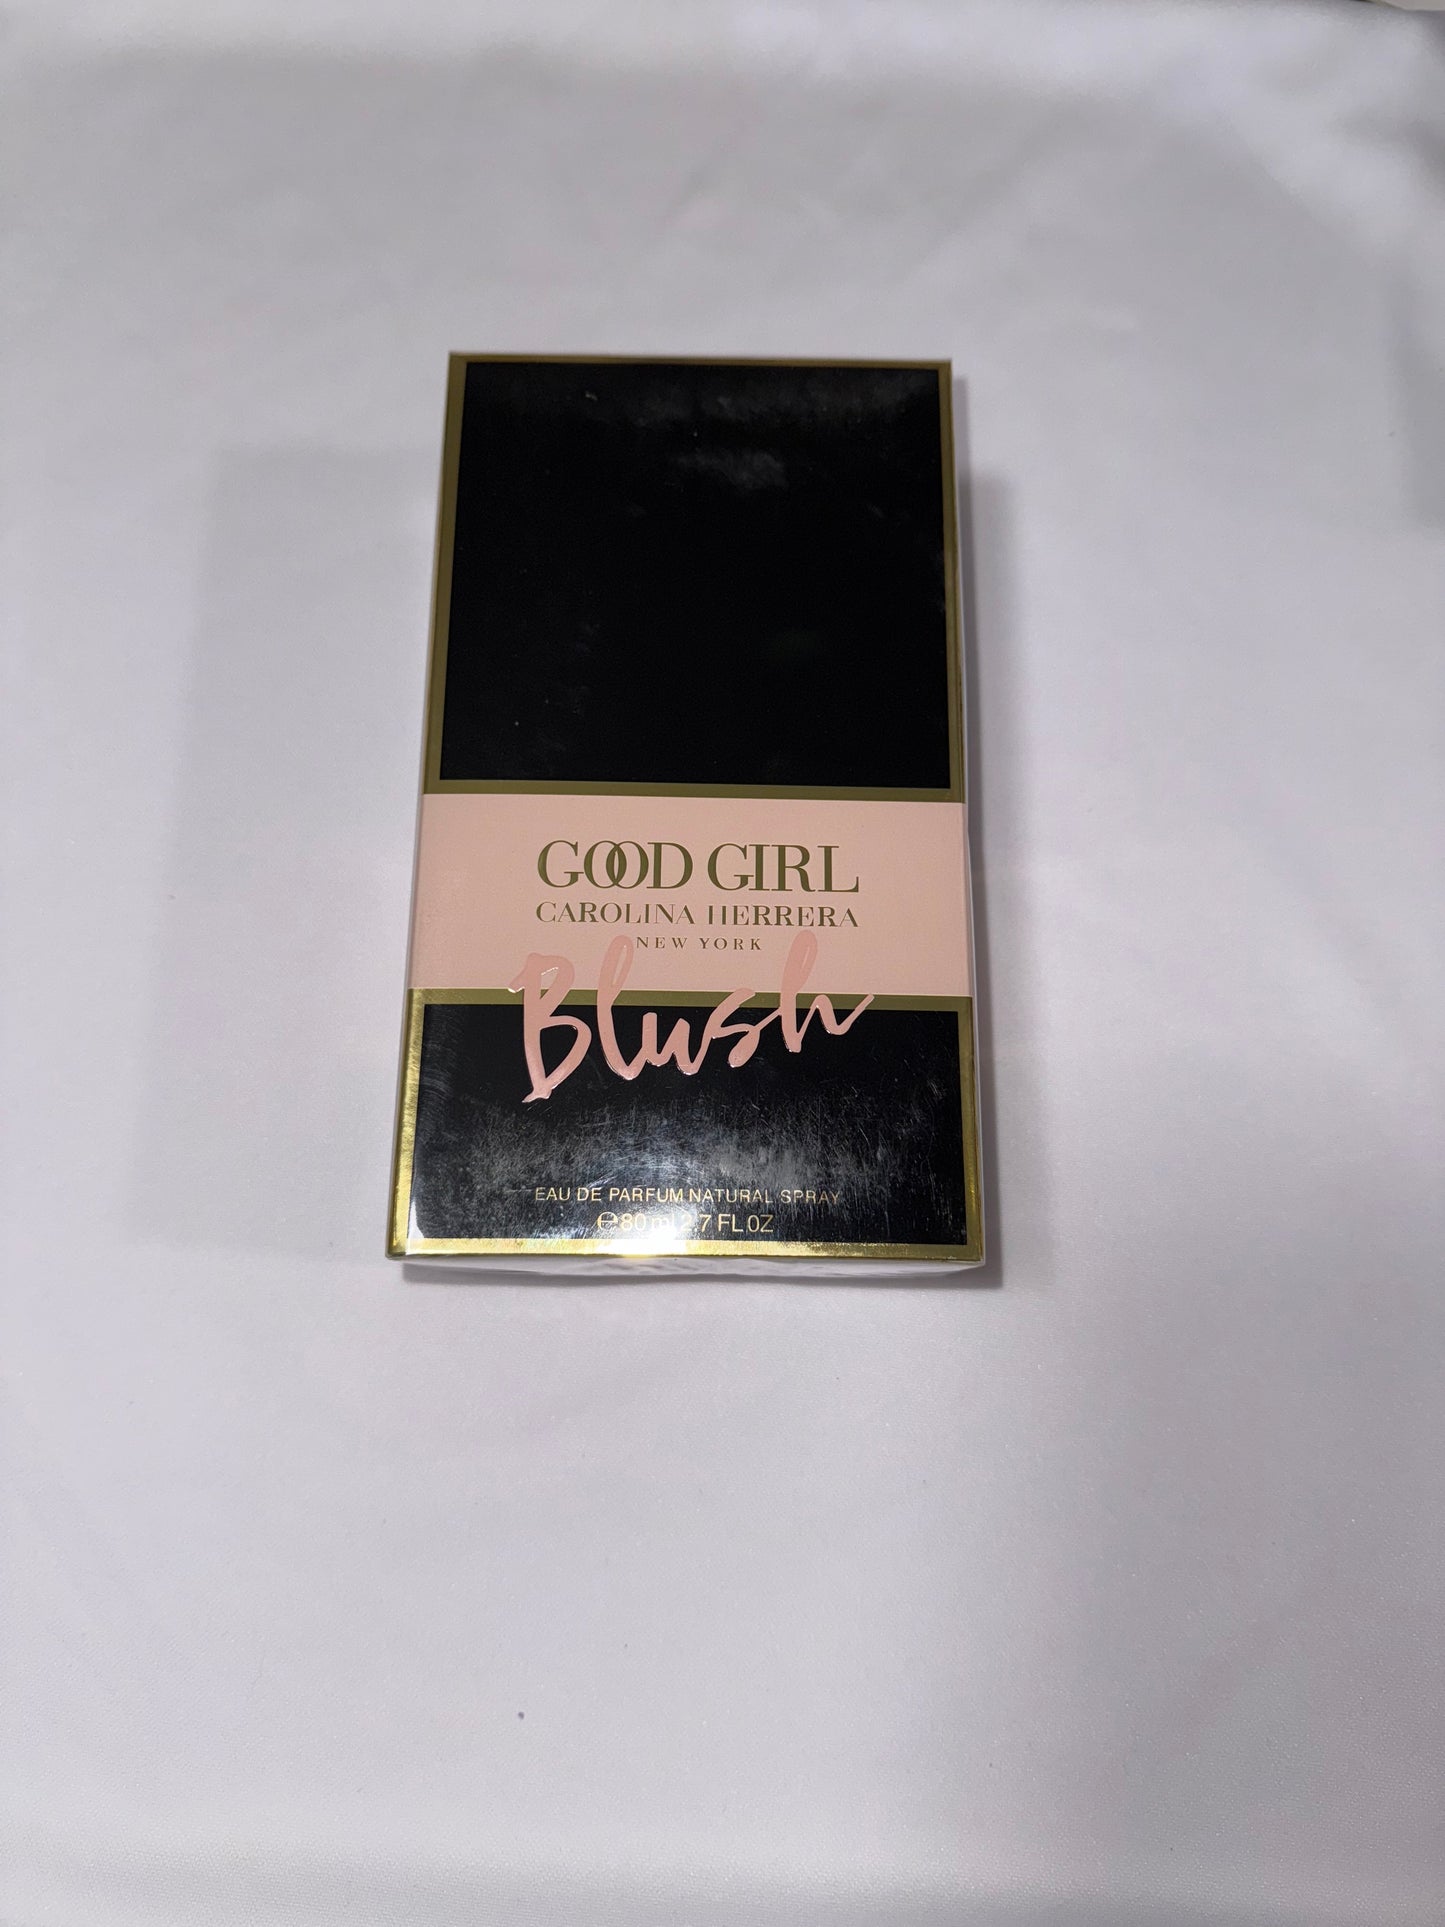 GOOD GIRL
CAROLINA HERRERA
NEW YORK
Blush
EAU DE PARFUM NATURAL SPRAY
℮80 ml 2.7 FL.OZ